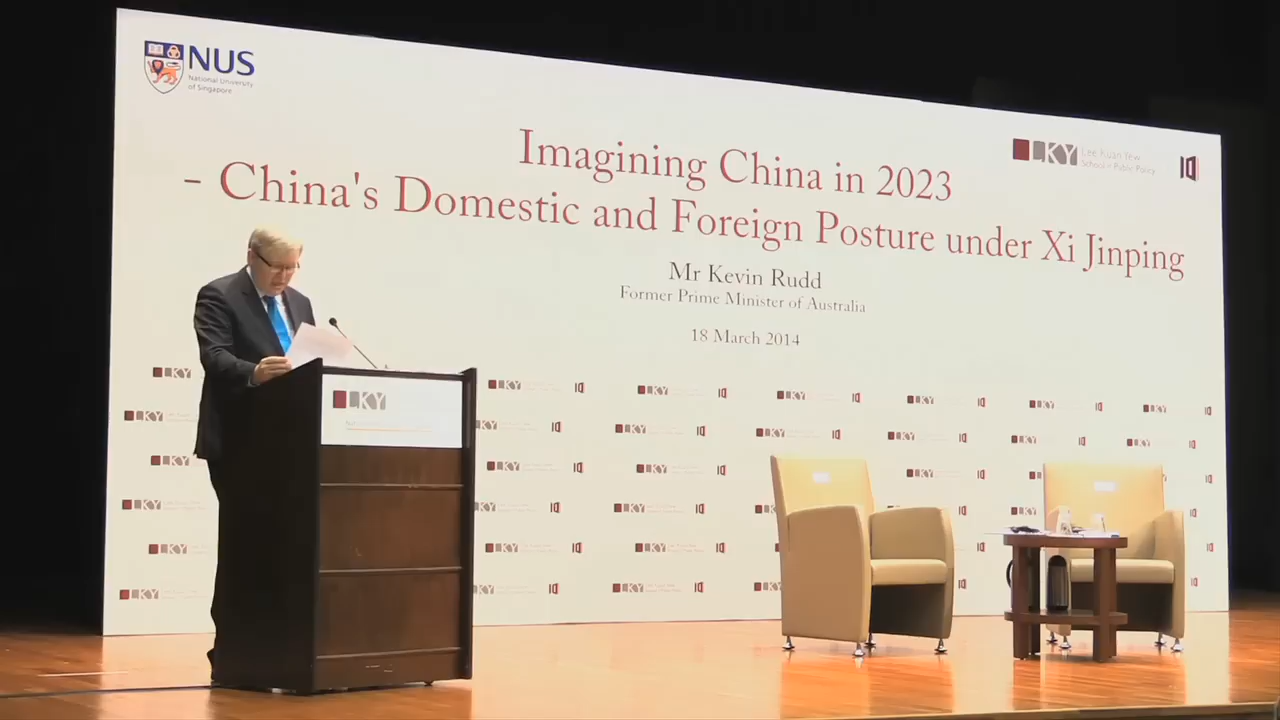 NUS
National University
of Singapore
LKY
Lee Kuan Yew
School of Public Policy
Imagining China in 2023
- China's Domestic and Foreign Posture under Xi Jinping
Mr Kevin Rudd
Former Prime Minister of Australia
18 March 2014
LKY